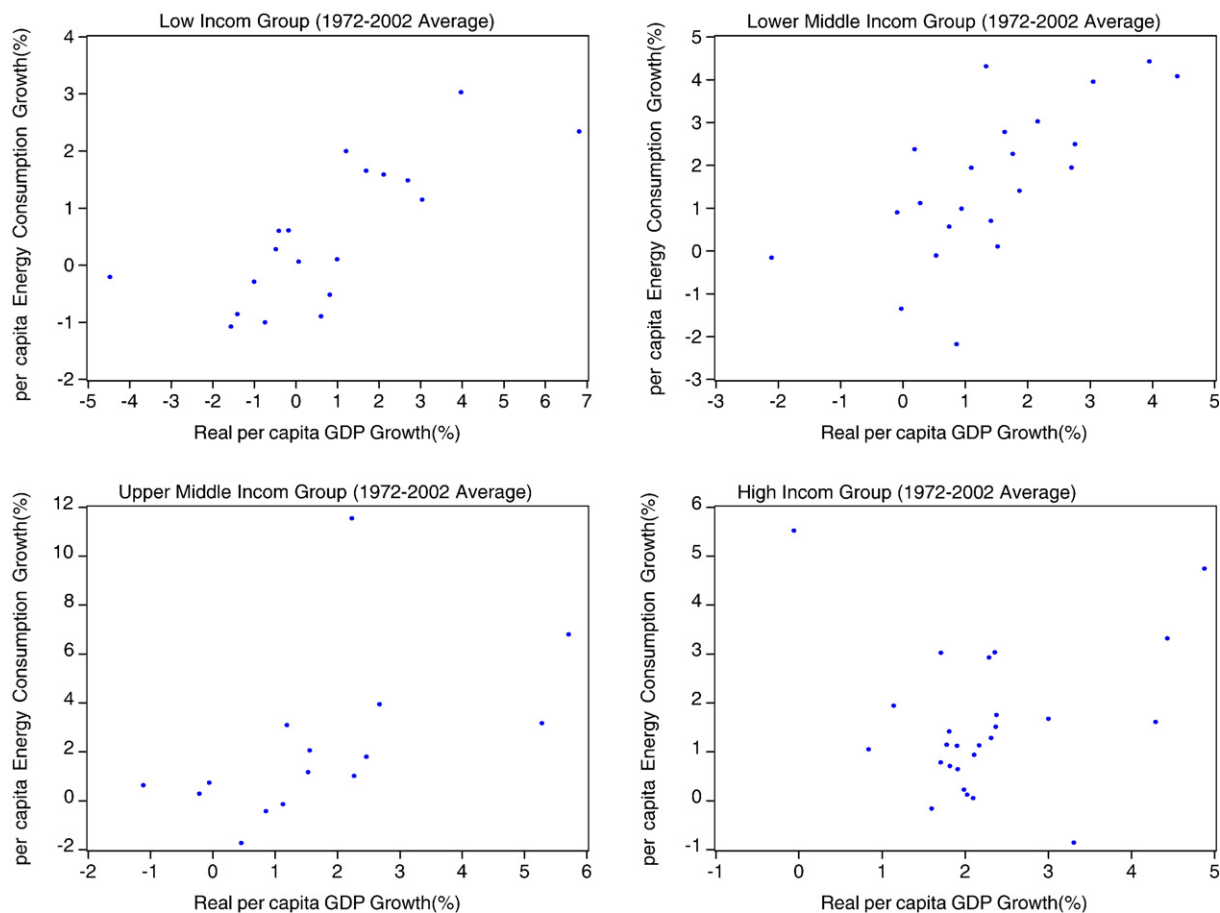 Low Incom Group (1972-2002 Average)
per capita Energy Consumption Growth(%)
4
3
2
1
0
-1
-2
-5 -4 -3 -2 -1 0 1 2 3 4 5 6 7
Real per capita GDP Growth(%)
Lower Middle Incom Group (1972-2002 Average)
per capita Energy Consumption Growth(%)
5
4
3
2
1
0
-1
-2
-3
-3 -2 -1 0 1 2 3 4 5
Real per capita GDP Growth(%)
Upper Middle Incom Group (1972-2002 Average)
per capita Energy Consumption Growth(%)
12
10
8
6
4
2
0
-2
-2 -1 0 1 2 3 4 5 6
Real per capita GDP Growth(%)
High Incom Group (1972-2002 Average)
per capita Energy Consumption Growth(%)
6
5
4
3
2
1
0
-1
-1 0 1 2 3 4 5
Real per capita GDP Growth(%)